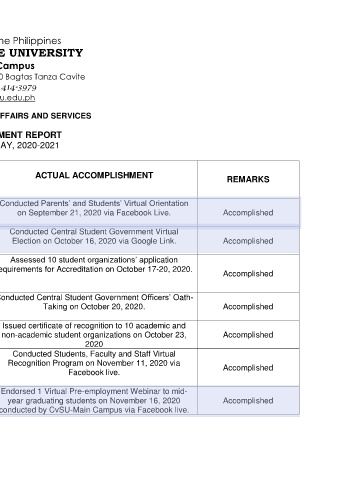 ne Philippines
E UNIVERSITY
Campus
0 Bagtas Tanza Cavite
414-3979
u.edu.ph
FFAIRS AND SERVICES
MENT REPORT
AY, 2020-2021
ACTUAL ACCOMPLISHMENT
REMARKS
Conducted Parents' and Students' Virtual Orientation
on September 21, 2020 via Facebook Live.
Accomplished
Conducted Central Student Government Virtual
Election on October 16, 2020 via Google Link.
Accomplished
Assessed 10 student organizations' application
equirements for Accreditation on October 17-20, 2020.
Accomplished
Conducted Central Student Government Officers' Oath-
Taking on October 20, 2020.
Accomplished
Issued certificate of recognition to 10 academic and
non-academic student organizations on October 23,
2020
Accomplished
Conducted Students, Faculty and Staff Virtual
Recognition Program on November 11, 2020 via
Facebook live.
Accomplished
Endorsed 1 Virtual Pre-employment Webinar to mid-
year graduating students on November 16, 2020
conducted by CvSU-Main Campus via Facebook live.
Accomplished